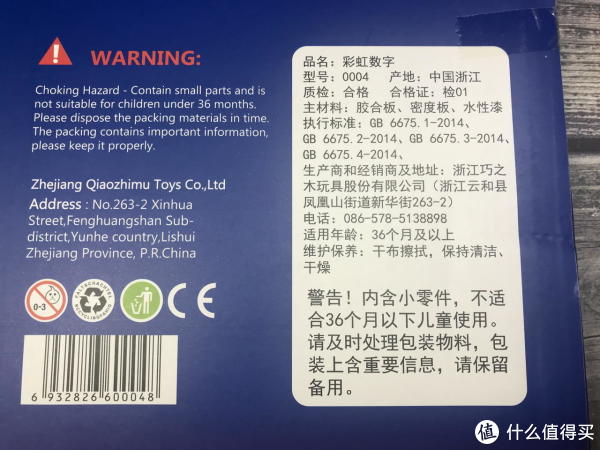 WARNING:
Choking Hazard - Contain small parts and is
not suitable for children under 36 months.
Please dispose the packing materials in time.
The packing contains important information,
please keep it properly.
Zhejiang Qiaozhimu Toys Co.,Ltd
Address : No.263-2 Xinhua
Street,Fenghuangshan Sub-
district,Yunhe country,Lishui
Zhejiang Province, P.R.China
0-3
CE
6 932826 600048
品名：彩虹数字
型号：0004 产地：中国浙江
质检：合格 合格证：检01
主材料：胶合板、密度板、水性漆
执行标准：GB 6675.1-2014、
GB 6675.2-2014、GB 6675.3-2014、
GB 6675.4-2014、
生产商和经销商及地址：浙江巧之
木玩具股份有限公司（浙江云和县
凤凰山街道新华街263-2）
电话：086-578-5138898
适用年龄：36个月及以上
维护保养：干布擦拭，保持清洁、
干燥
警告！内含小零件，不适
合36个月以下儿童使用。
请及时处理包装物料，包
装上含重要信息，请保留
备用。
值 什么值得买